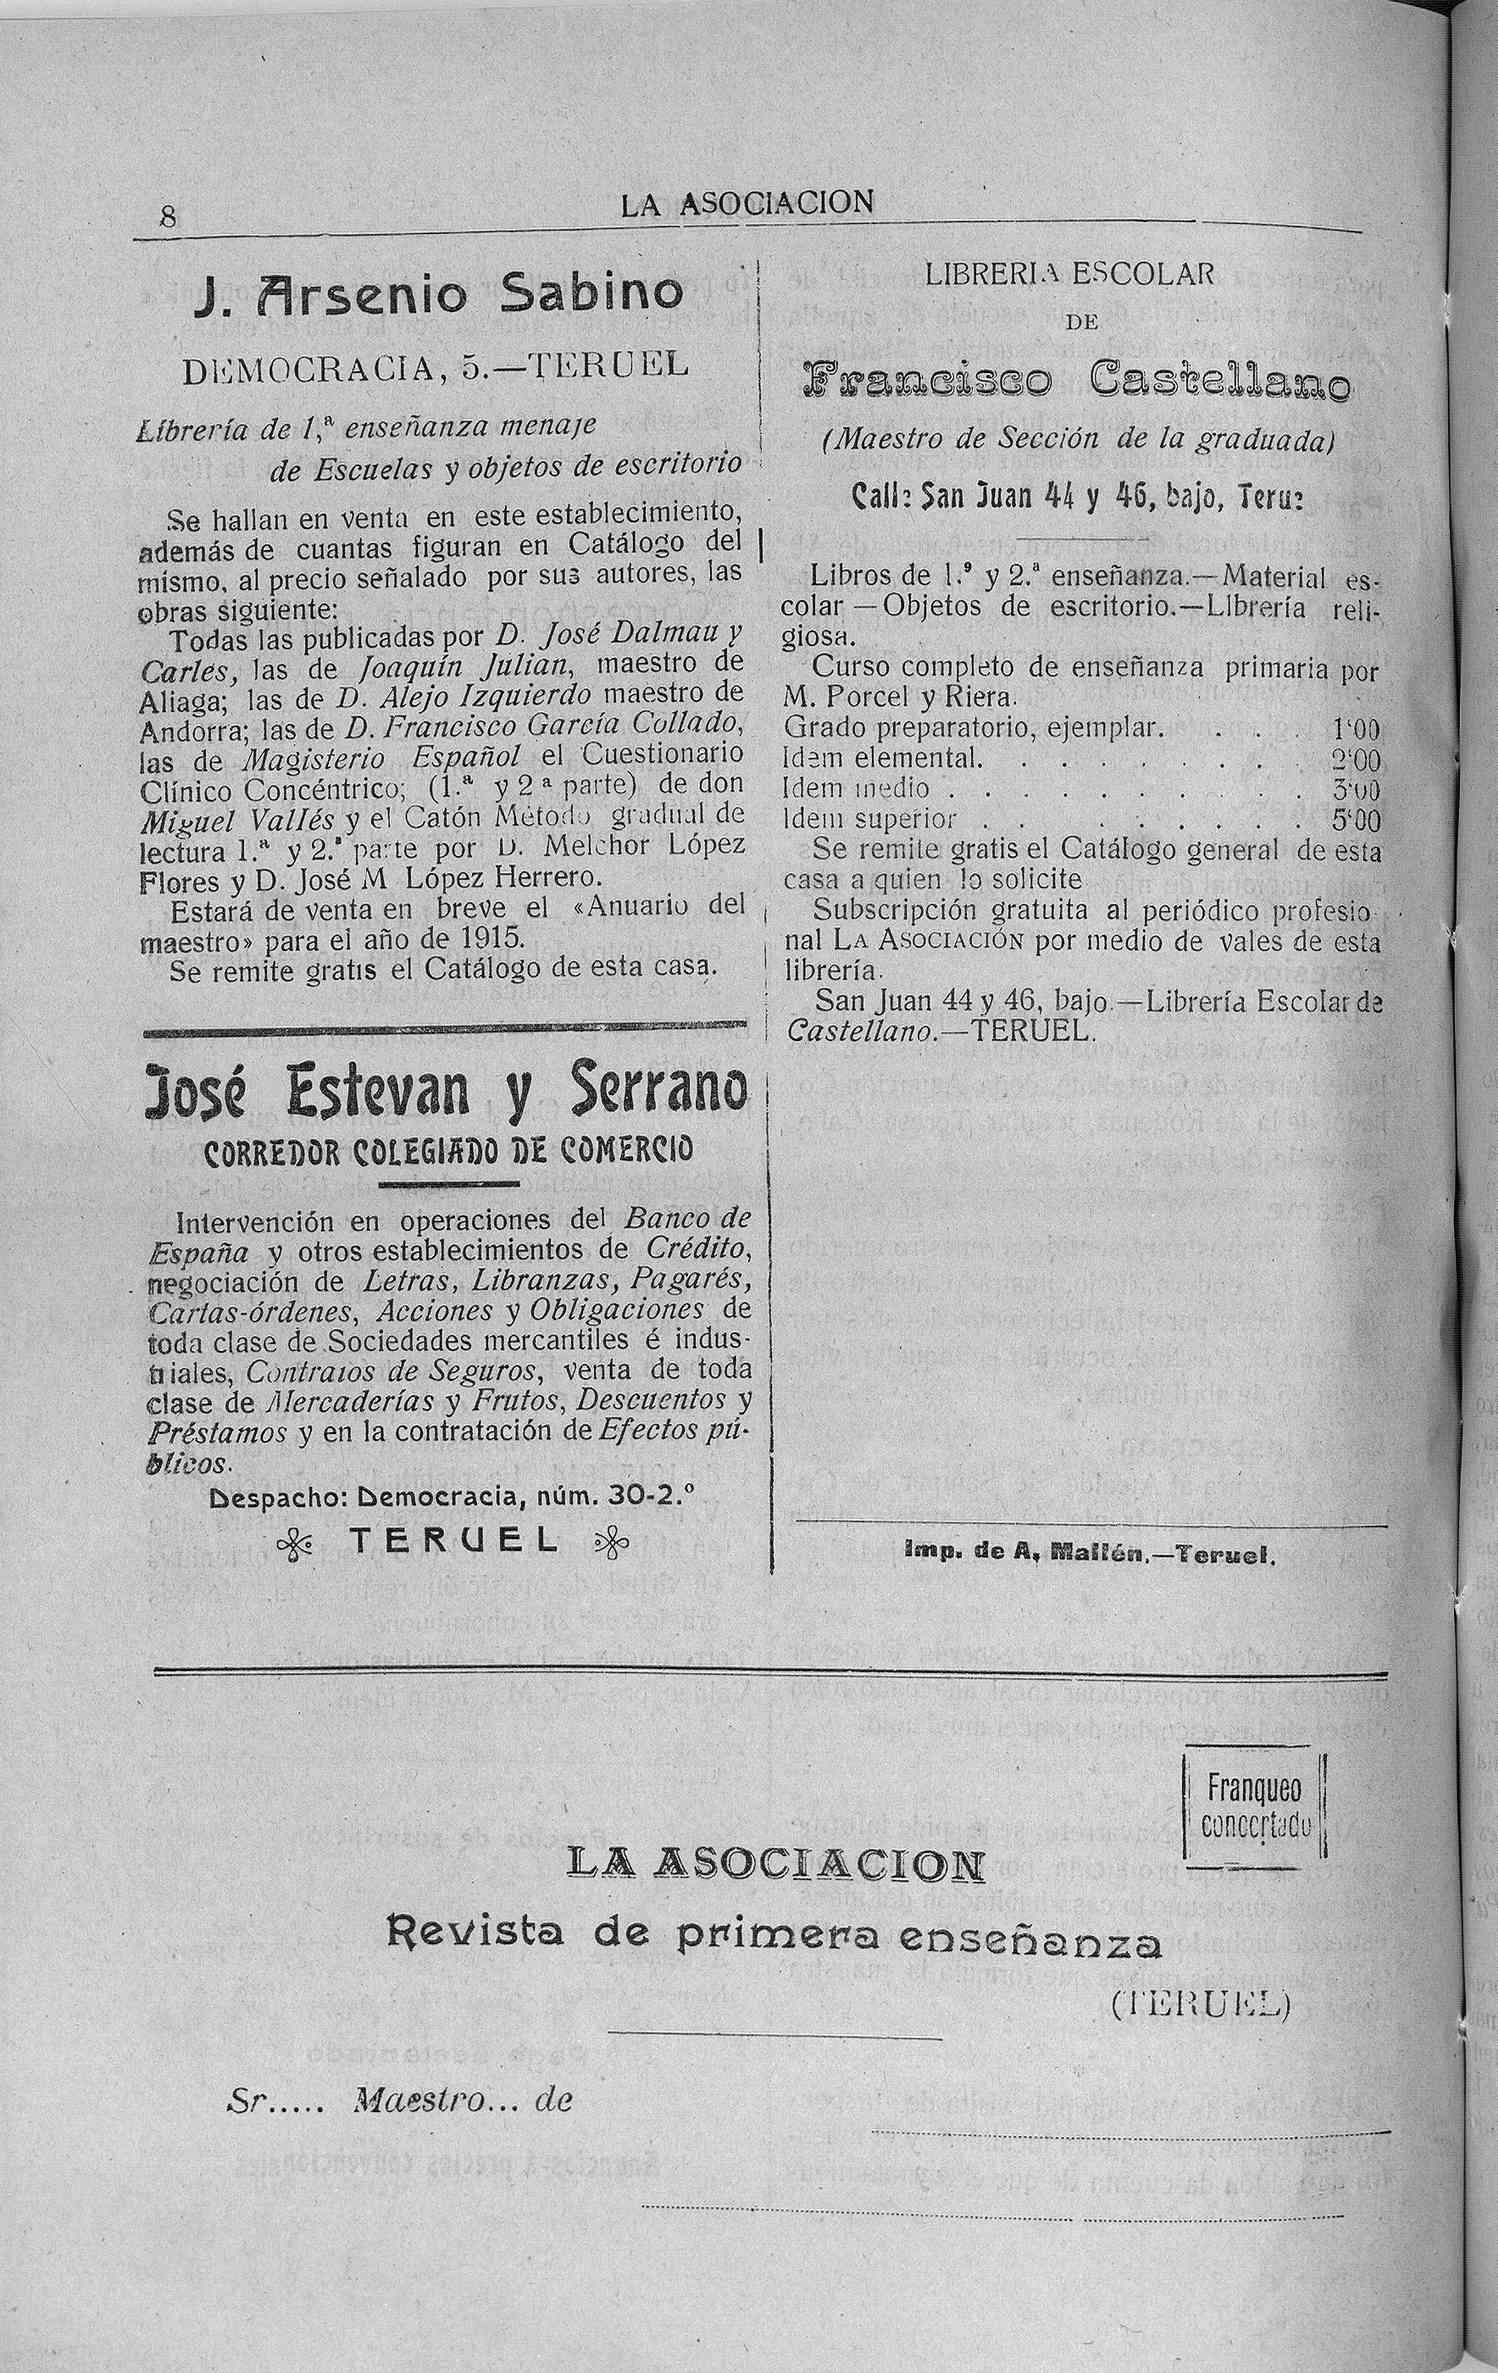 8
LA ASOCIACION
J. Arsenio Sabino
DEMOCRACIA, 5.—TERUEL
Librería de 1,ª enseñanza menaje
de Escuelas y objetos de escritorio
Se hallan en venta en este establecimiento,
además de cuantas figuran en Catálogo del
mismo, al precio señalado por sus autores, las
obras siguiente:
Todas las publicadas por D. José Dalmau y
Carles, las de Joaquín Julian, maestro de
Aliaga; las de D. Alejo Izquierdo maestro de
Andorra; las de D. Francisco García Collado,
las de Magisterio Español el Cuestionario
Clínico Concéntrico; (1.ª y 2 ª parte) de don
Miguel Vallés y el Catón Método gradual de
lectura 1.ª y 2.ª parte por D. Melchor López
Flores y D. José M López Herrero.
Estará de venta en breve el «Anuario del
maestro» para el año de 1915.
Se remite gratis el Catálogo de esta casa.
José Estevan y Serrano
CORREDOR COLEGIADO DE COMERCIO
Intervención en operaciones del Banco de
España y otros establecimientos de Crédito,
negociación de Letras, Libranzas, Pagarés,
Cartas-órdenes, Acciones y Obligaciones de
toda clase de Sociedades mercantiles é indus-
triales, Contratos de Seguros, venta de toda
clase de Mercaderías y Frutos, Descuentos y
Préstamos y en la contratación de Efectos pú-
blicos.
Despacho: Democracia, núm. 30-2.º
TERUEL
LIBRERIA ESCOLAR
DE
Francisco Castellano
(Maestro de Sección de la graduada)
Calle San Juan 44 y 46, bajo, Terue
Libros de 1.ª y 2.ª enseñanza.—Material es-
colar —Objetos de escritorio.—Librería reli-
giosa.
Curso completo de enseñanza primaria por
M. Porcel y Riera.
Grado preparatorio, ejemplar. . . . 1'00
Idem elemental. . . . . . . . . 2'00
Idem medio . . . . . . . . . . 3'00
Idem superior . . . . . . . . 5'00
Se remite gratis el Catálogo general de esta
casa a quien lo solicite
Subscripción gratuita al periódico profesio-
nal LA ASOCIACIÓN por medio de vales de esta
librería.
San Juan 44 y 46, bajo.—Librería Escolar de
Castellano.—TERUEL.
Imp. de A, Mallén.—Teruel.
Franqueo
concertado
LA ASOCIACION
Revista de primera enseñanza
(TERUEL)
Sr..... Maestro... de